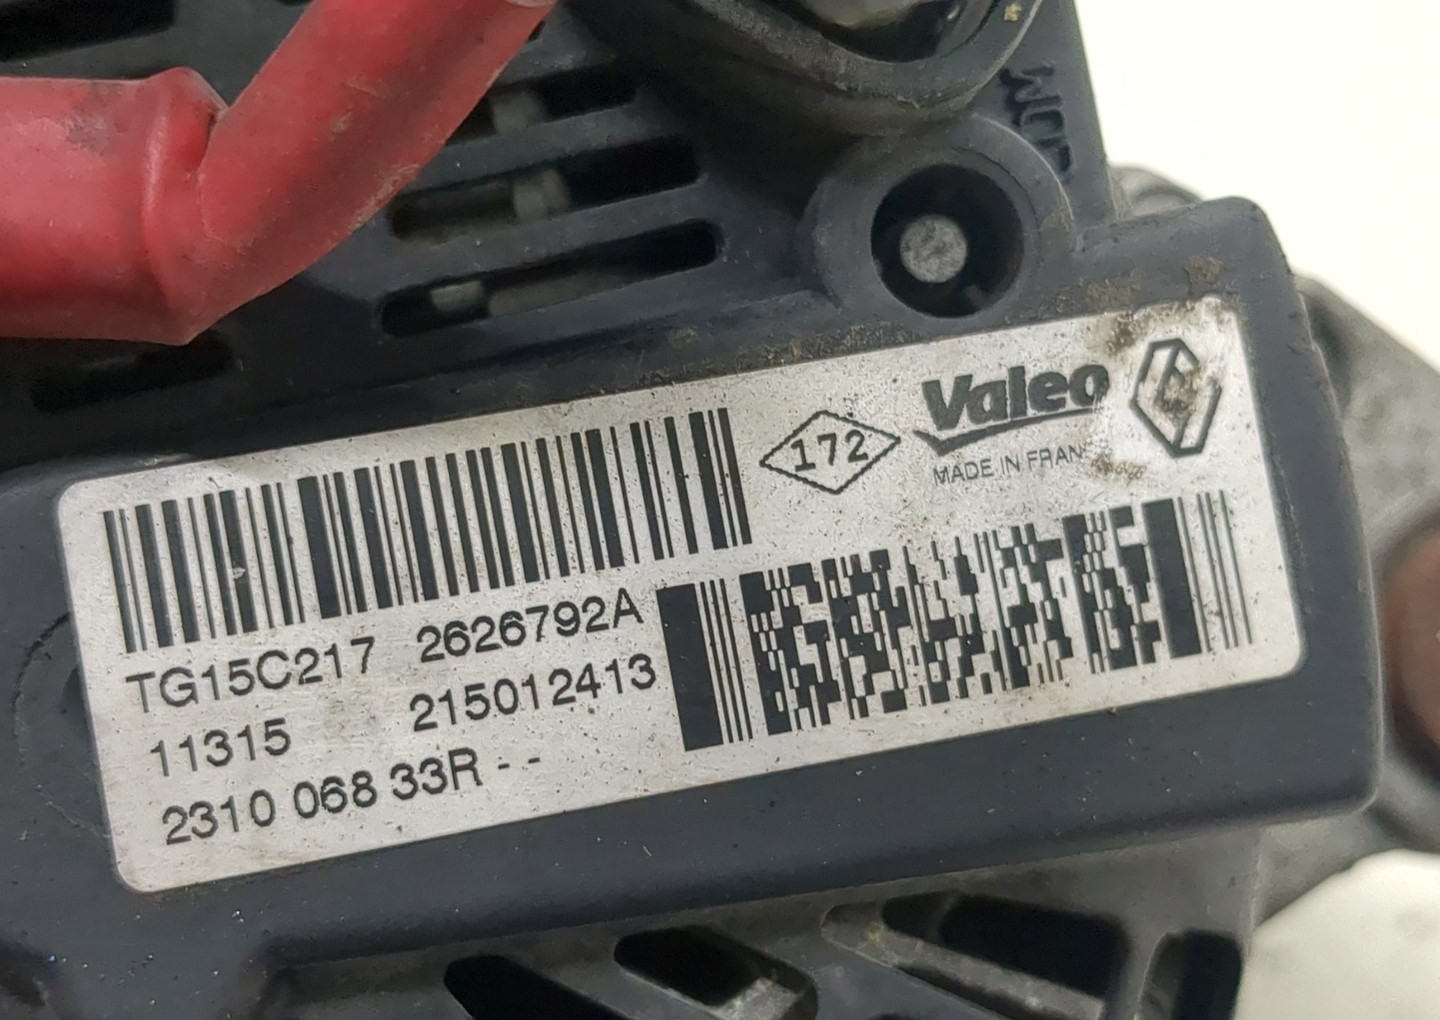 172
Valeo
MADE IN FRAN
TG15C217 2626792A
11315 215012413
2310 068 33R - -